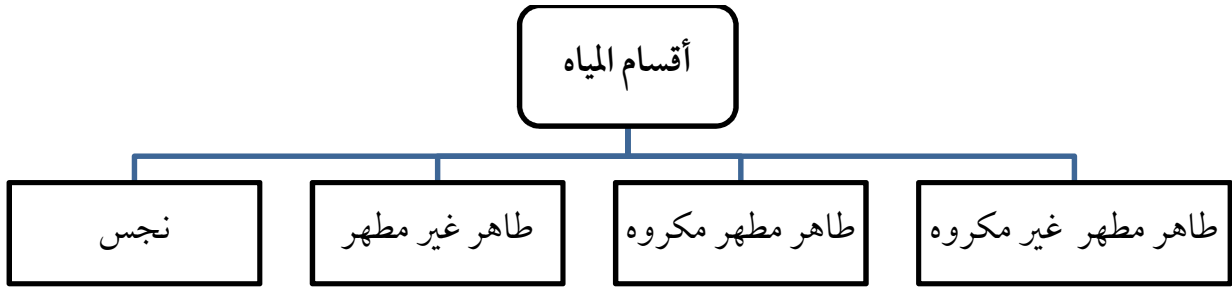 أقسام المياه
طاهر مطهر غير مكروه
طاهر مطهر مكروه
طاهر غير مطهر
نجس